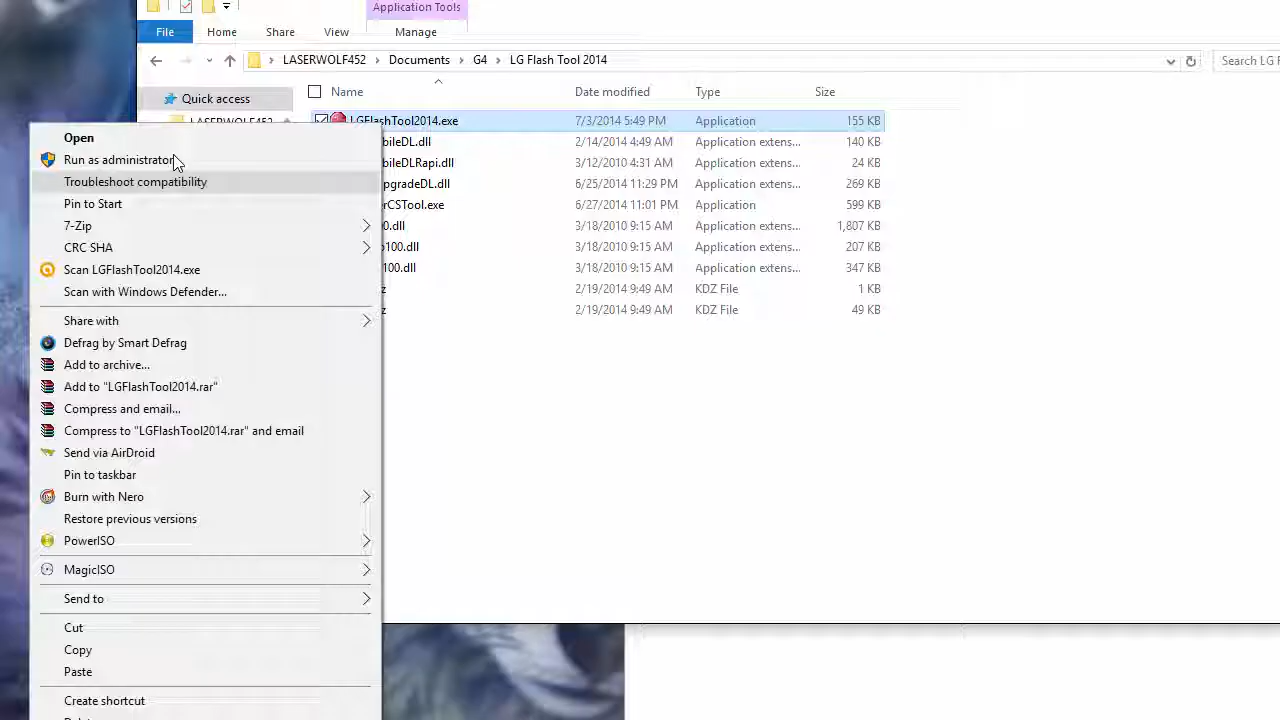 Application Tools
File Home Share View Manage
LASERWOLF452 Documents G4 LG Flash Tool 2014
Search LG F
Name Date modified Type Size
Quick access
LASERWOLF452
LGFlashTool2014.exe 7/3/2014 5:49 PM Application 155 KB
bileDL.dll 2/14/2014 4:49 AM Application extens... 140 KB
bileDLRapi.dll 3/12/2010 4:31 AM Application extens... 24 KB
pgradeDL.dll 6/25/2014 11:29 PM Application extens... 269 KB
erCSTool.exe 6/27/2014 11:01 PM Application 599 KB
0.dll 3/18/2010 9:15 AM Application extens... 1,807 KB
p100.dll 3/18/2010 9:15 AM Application extens... 207 KB
100.dll 3/18/2010 9:15 AM Application extens... 347 KB
z 2/19/2014 9:49 AM KDZ File 1 KB
z 2/19/2014 9:49 AM KDZ File 49 KB
Open
Run as administrator
Troubleshoot compatibility
Pin to Start
7-Zip
CRC SHA
Scan LGFlashTool2014.exe
Scan with Windows Defender...
Share with
Defrag by Smart Defrag
Add to archive...
Add to "LGFlashTool2014.rar"
Compress and email...
Compress to "LGFlashTool2014.rar" and email
Send via AirDroid
Pin to taskbar
Burn with Nero
Restore previous versions
PowerISO
MagicISO
Send to
Cut
Copy
Paste
Create shortcut